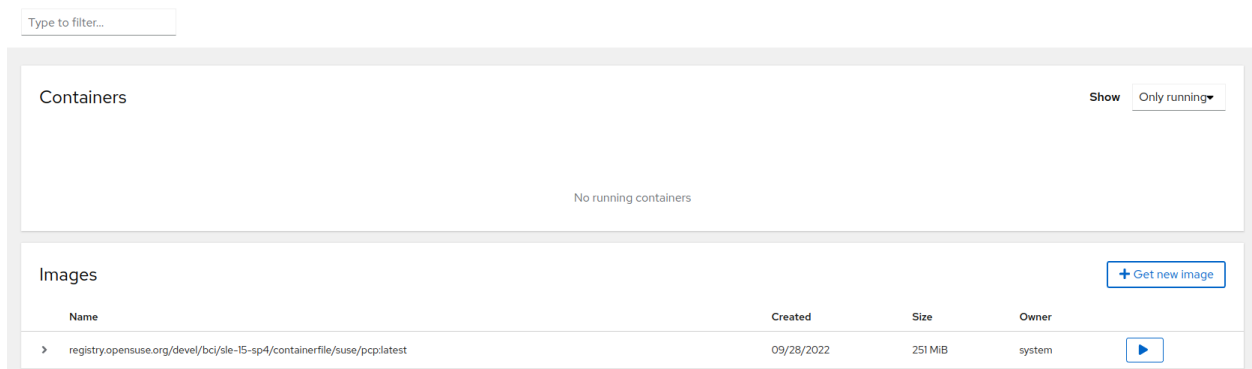 Type to filter...
Containers
Show Only running
No running containers
Images
Get new image
Name Created Size Owner
registry.opensuse.org/devel/bci/sle-15-sp4/containerfile/suse/pcp:latest 09/28/2022 251 MiB system